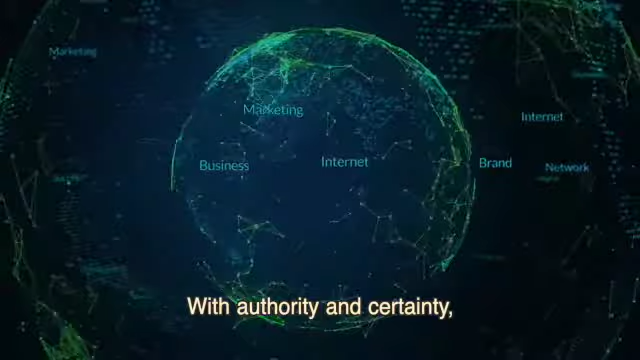 Marketing
Marketing
Internet
Business
Internet
Brand
Network
With authority and certainty,